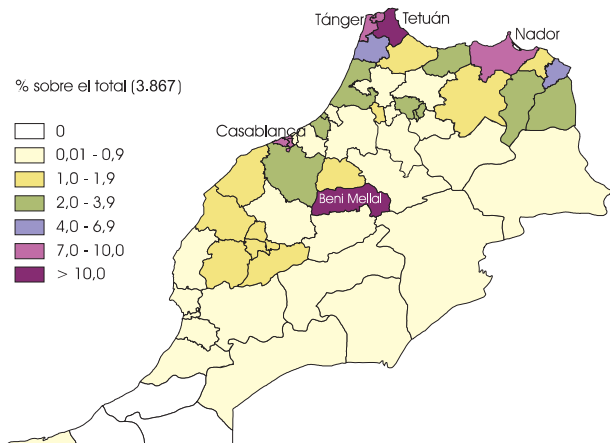 Tánger
Tetuán
Nador
% sobre el total (3.867)
0
0,01 - 0,9
1,0 - 1,9
2,0 - 3,9
4,0 - 6,9
7,0 - 10,0
> 10,0
Casablanca
Beni Mellal